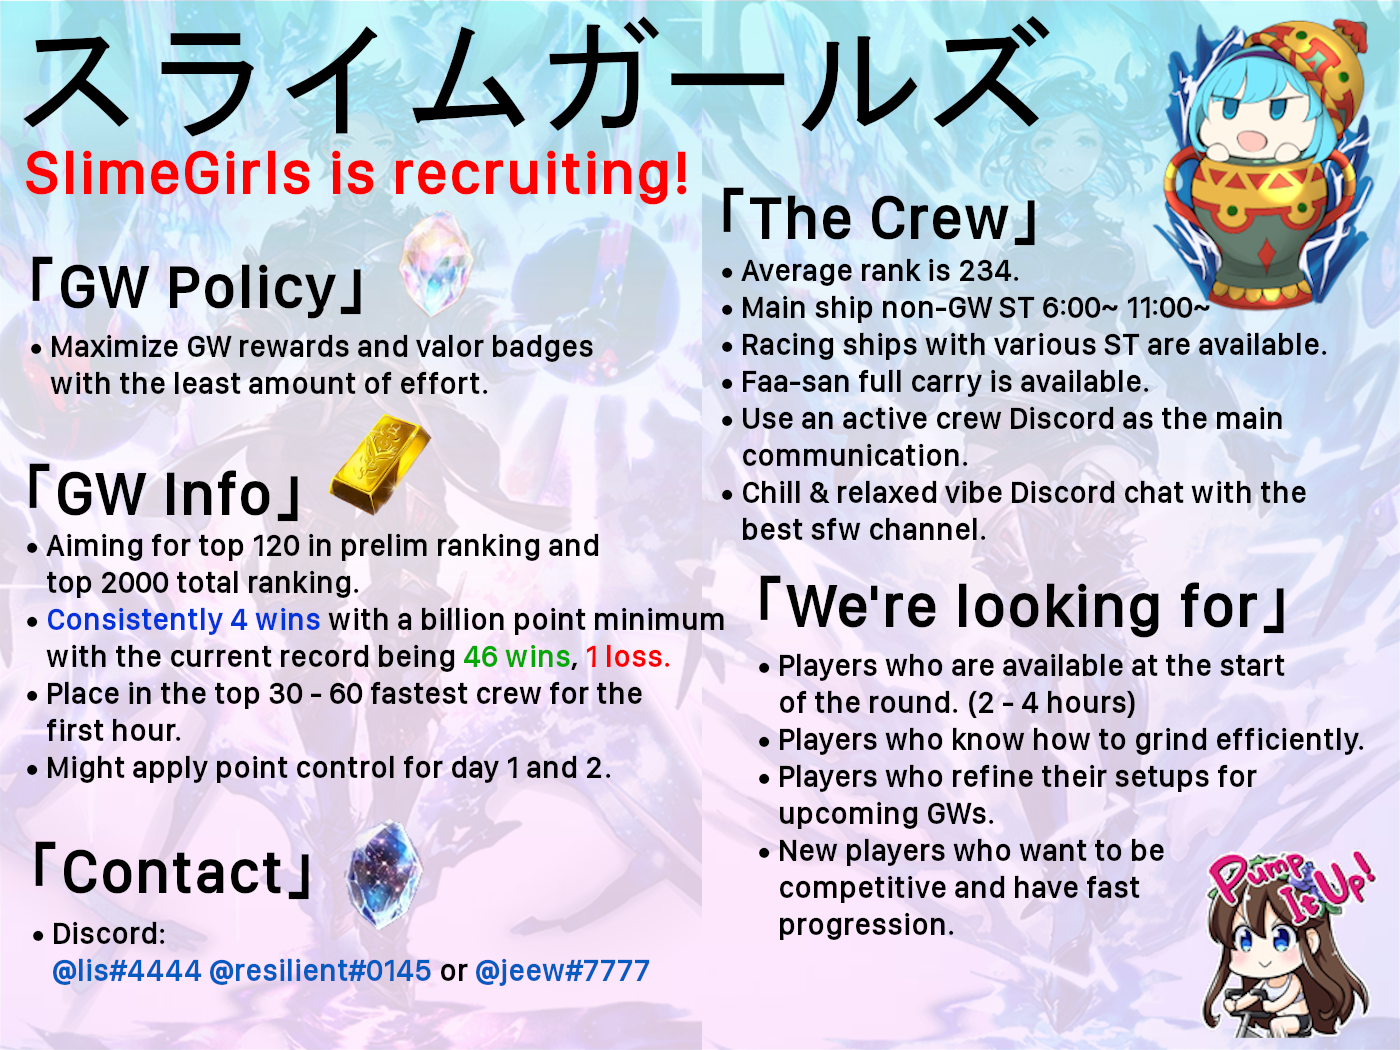 スライムガールズ
SlimeGirls is recruiting!
「GW Policy」
• Maximize GW rewards and valor badges
with the least amount of effort.
「GW Info」
• Aiming for top 120 in prelim ranking and
top 2000 total ranking.
• Consistently 4 wins with a billion point minimum
with the current record being 46 wins, 1 loss.
• Place in the top 30 - 60 fastest crew for the
first hour.
• Might apply point control for day 1 and 2.
「Contact」
• Discord:
@lis#4444 @resilient#0145 or @jeew#7777
「The Crew」
• Average rank is 234.
• Main ship non-GW ST 6:00~ 11:00~
• Racing ships with various ST are available.
• Faa-san full carry is available.
• Use an active crew Discord as the main
communication.
• Chill & relaxed vibe Discord chat with the
best sfw channel.
「We're looking for」
• Players who are available at the start
of the round. (2 - 4 hours)
• Players who know how to grind efficiently.
• Players who refine their setups for
upcoming GWs.
• New players who want to be
competitive and have fast
progression.
Pump
It Up!